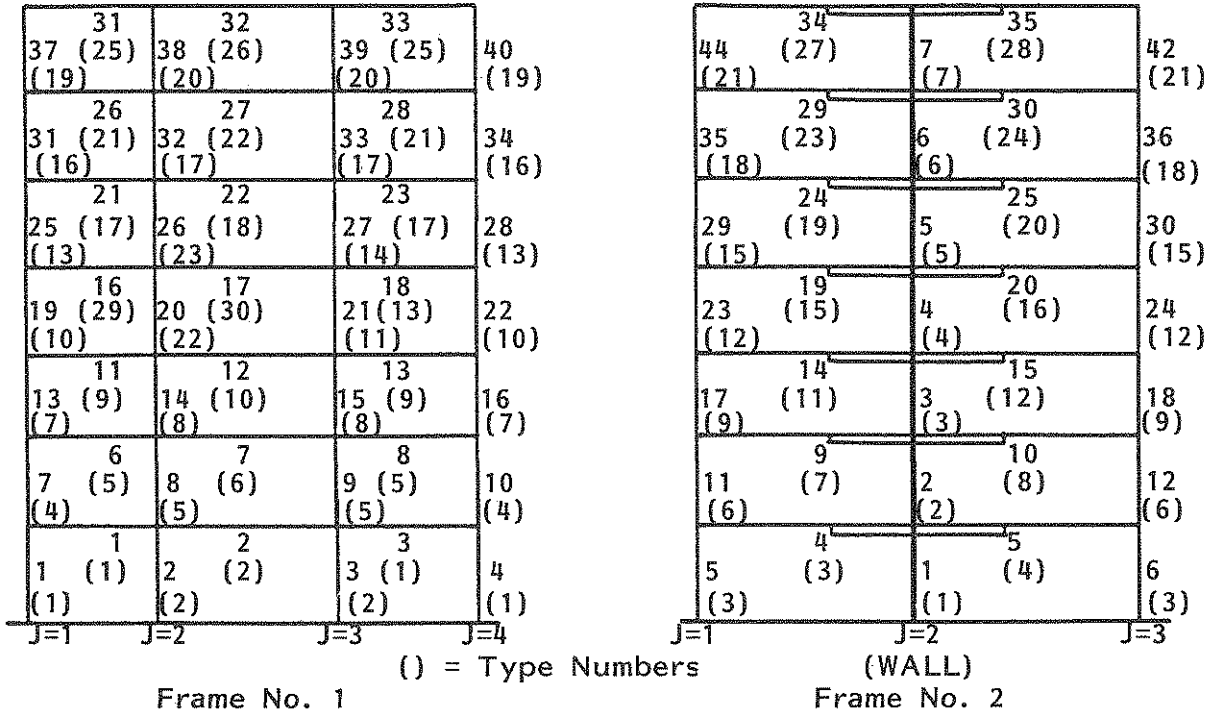 31 32 33
37 (25) 38 (26) 39 (25) 40
(19) (20) (20) (19)
26 27 28
31 (21) 32 (22) 33 (21) 34
(16) (17) (17) (16)
21 22 23
25 (17) 26 (18) 27 (17) 28
(13) (23) (14) (13)
16 17 18
19 (29) 20 (30) 21(13) 22
(10) (22) (11) (10)
11 12 13
13 (9) 14 (10) 15 (9) 16
(7) (8) (8) (7)
6 7 8
7 (5) 8 (6) 9 (5) 10
(4) (5) (5) (4)
1 2 3
1 (1) 2 (2) 3 (1) 4
(1) (2) (2) (1)
J=1 J=2 J=3 J=4
34 35
44 (27) 7 (28) 42
(21) (7) (21)
29 30
35 (23) 6 (24) 36
(18) (6) (18)
24 25
29 (19) 5 (20) 30
(15) (5) (15)
19 20
23 (15) 4 (16) 24
(12) (4) (12)
14 15
17 (11) 3 (12) 18
(9) (3) (9)
9 10
11 (7) 2 (8) 12
(6) (2) (6)
4 5
5 (3) 1 (4) 6
(3) (1) (3)
J=1 J=2 J=3
() = Type Numbers (WALL)
Frame No. 1 Frame No. 2